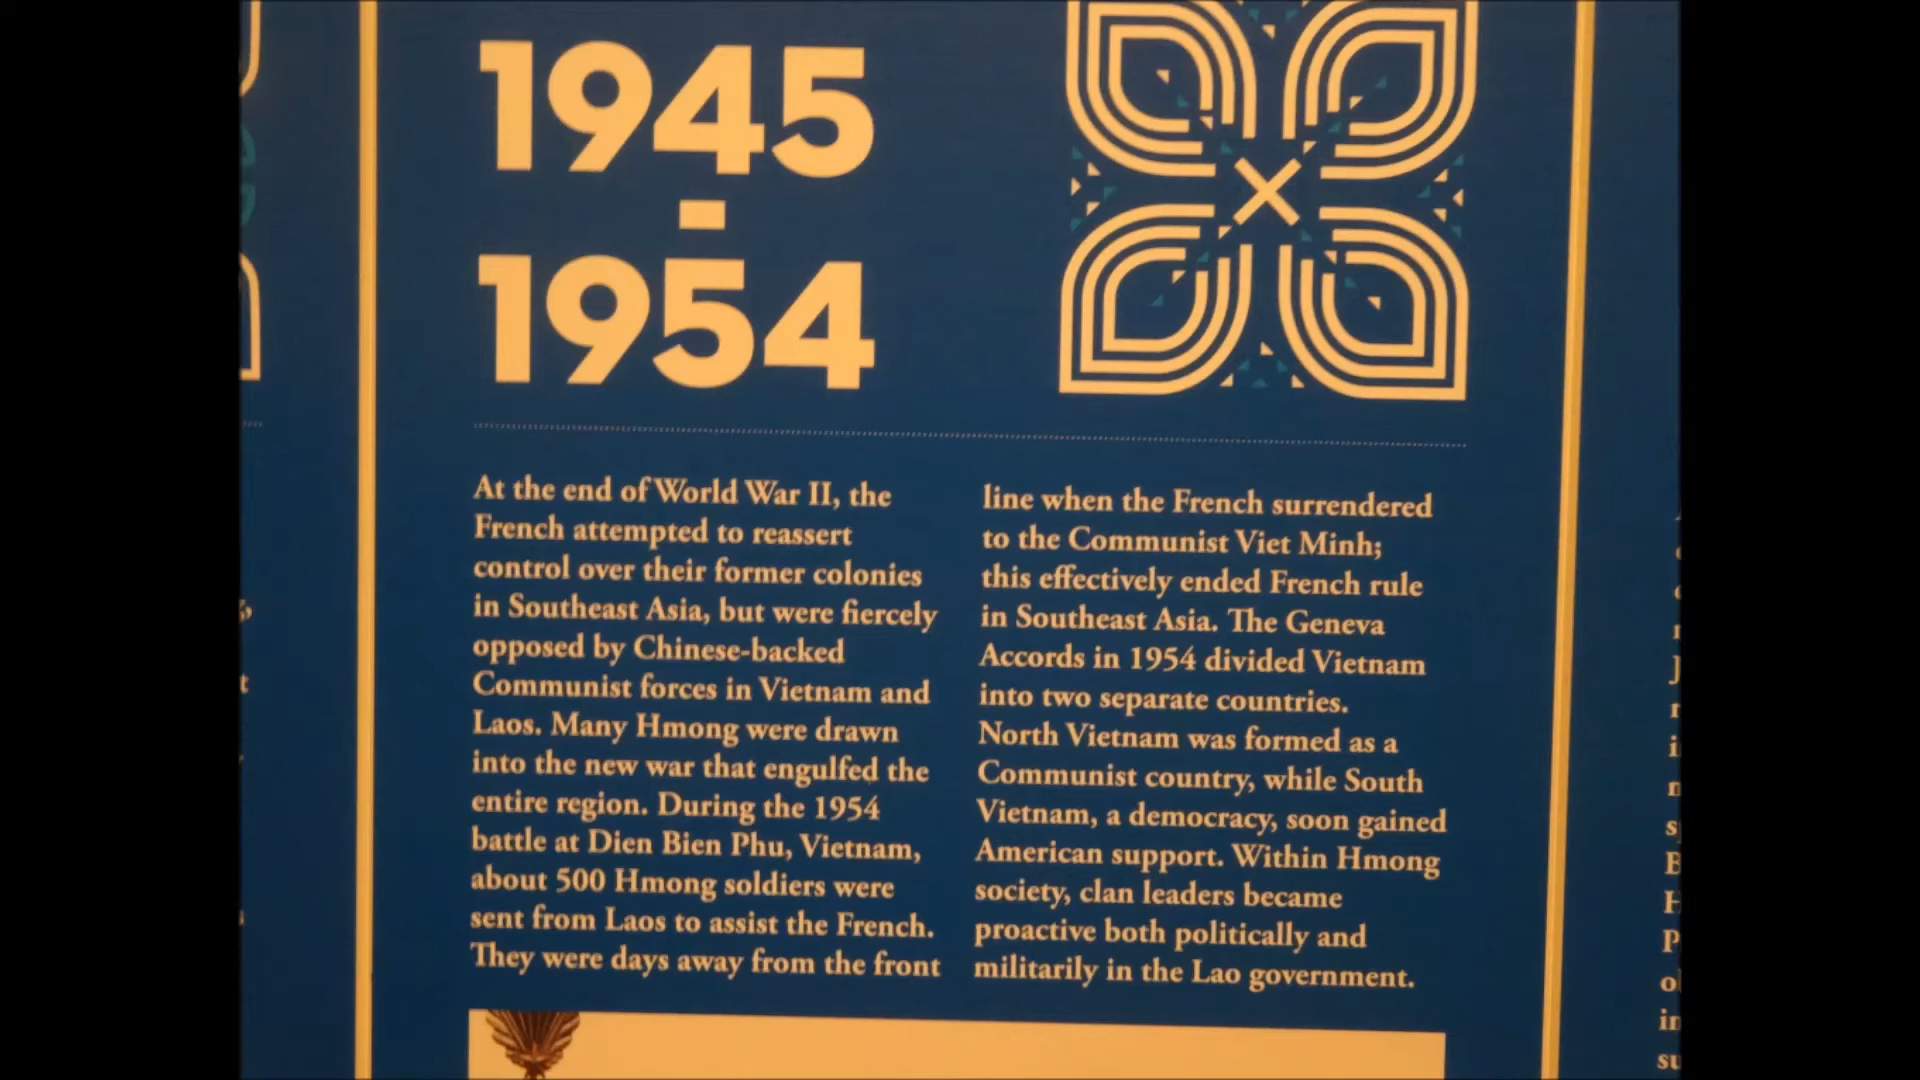 1945
-
1954
At the end of World War II, the
French attempted to reassert
control over their former colonies
in Southeast Asia, but were fiercely
opposed by Chinese-backed
Communist forces in Vietnam and
Laos. Many Hmong were drawn
into the new war that engulfed the
entire region. During the 1954
battle at Dien Bien Phu, Vietnam,
about 500 Hmong soldiers were
sent from Laos to assist the French.
They were days away from the front
line when the French surrendered
to the Communist Viet Minh;
this effectively ended French rule
in Southeast Asia. The Geneva
Accords in 1954 divided Vietnam
into two separate countries.
North Vietnam was formed as a
Communist country, while South
Vietnam, a democracy, soon gained
American support. Within Hmong
society, clan leaders became
proactive both politically and
militarily in the Lao government.